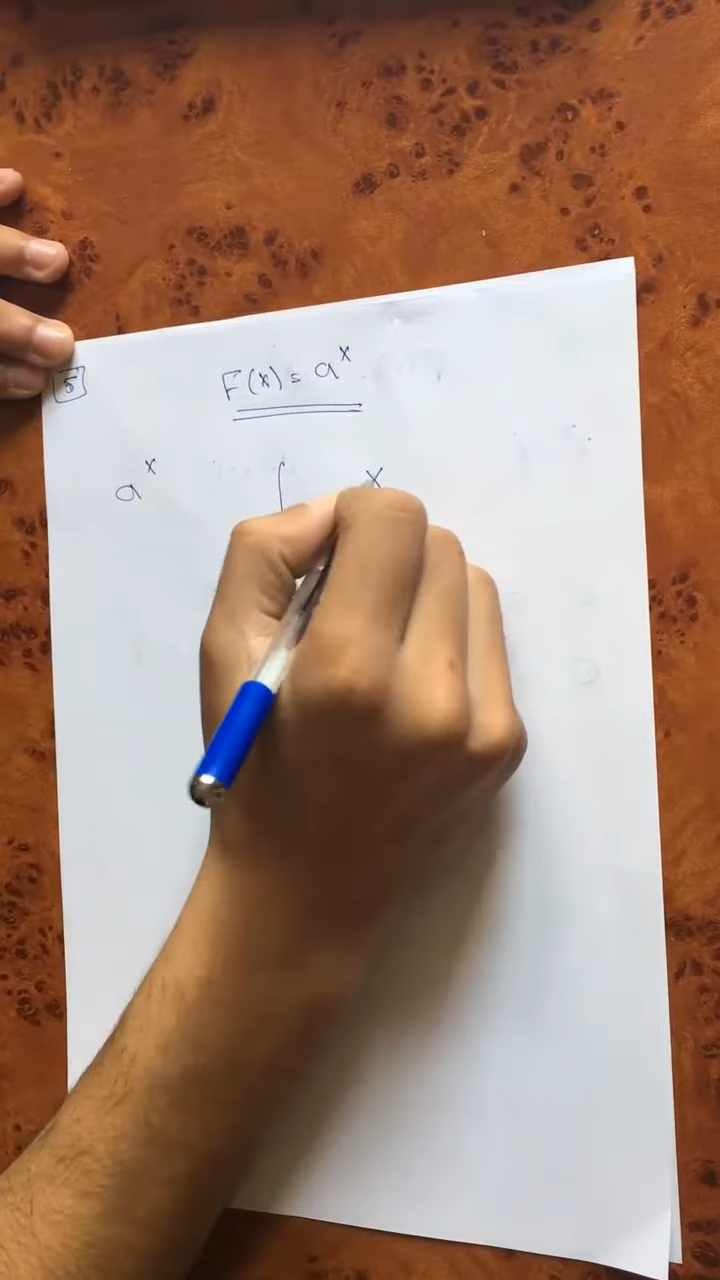 5
F(x) = a^x
a^x ∫ x